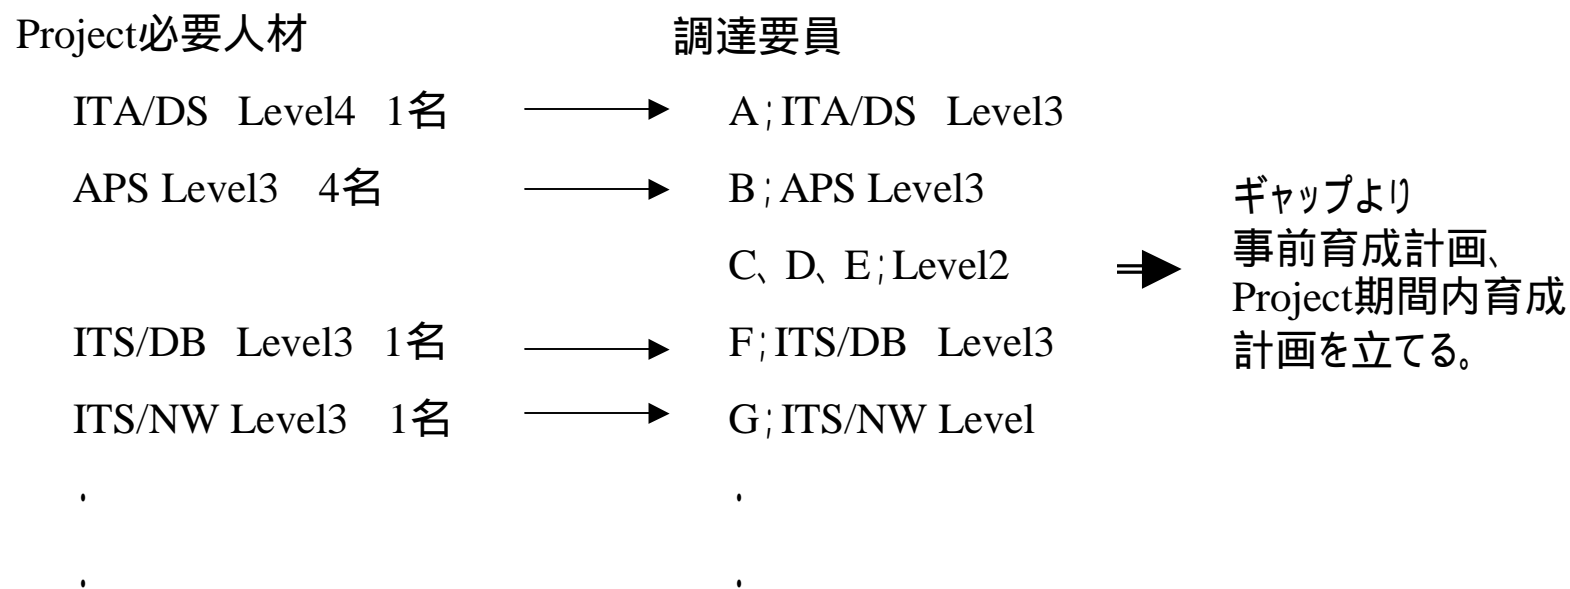 Project必要人材 調達要員
ITA/DS Level4 1名 A;ITA/DS Level3
APS Level3 4名 B;APS Level3
C、D、E;Level2
ITS/DB Level3 1名 F;ITS/DB Level3
ITS/NW Level3 1名 G;ITS/NW Level
・ ・
・ ・
ギャップより
事前育成計画、
Project期間内育成
計画を立てる。